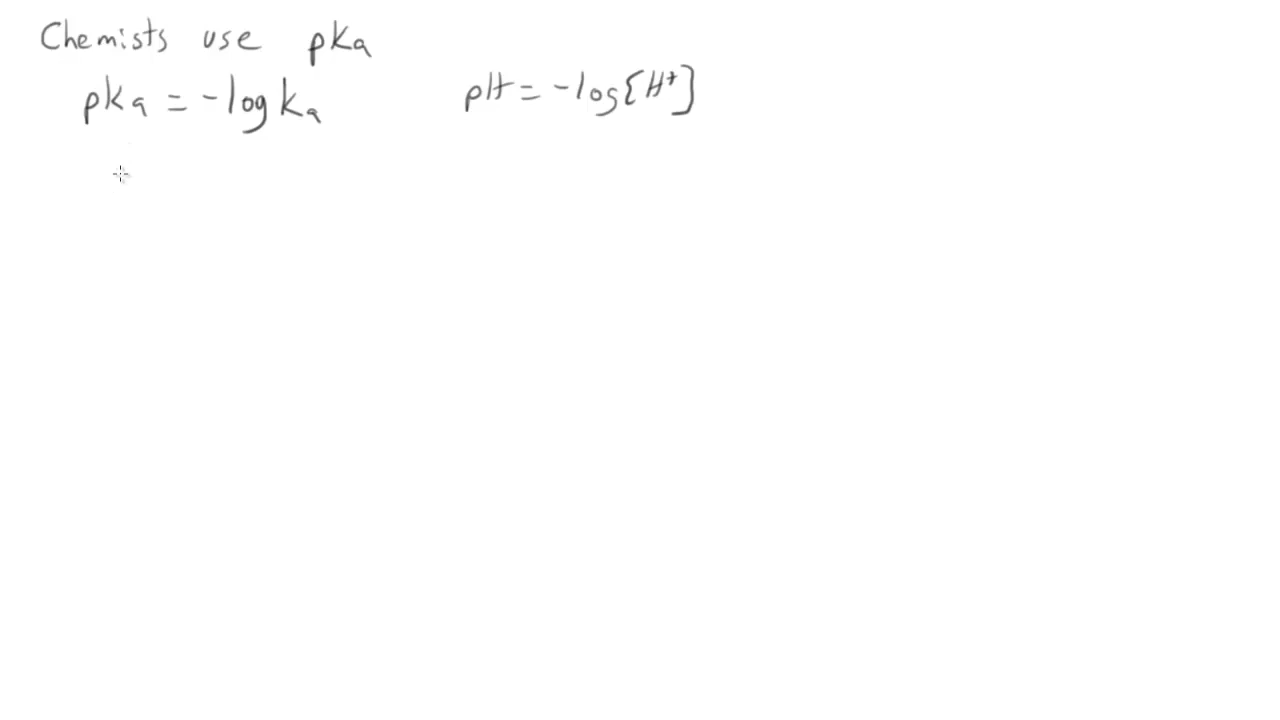 Chemists use pKa
pKa = -log Ka
pH = -log[H⁺]